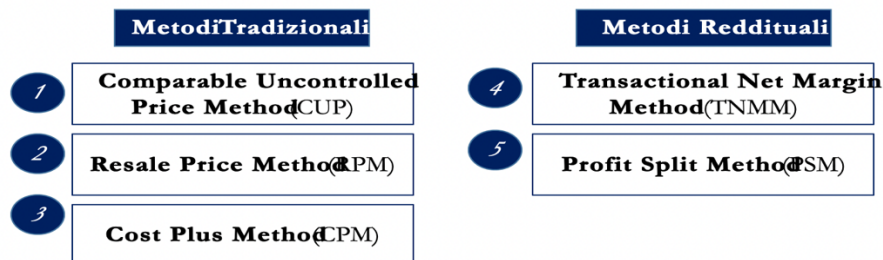 MetodiTradizionali
1
Comparable Uncontrolled
Price Method(CUP)
2
Resale Price Method(RPM)
3
Cost Plus Method(CPM)
Metodi Reddituali
4
Transactional Net Margin
Method(TNMM)
5
Profit Split Method(PSM)